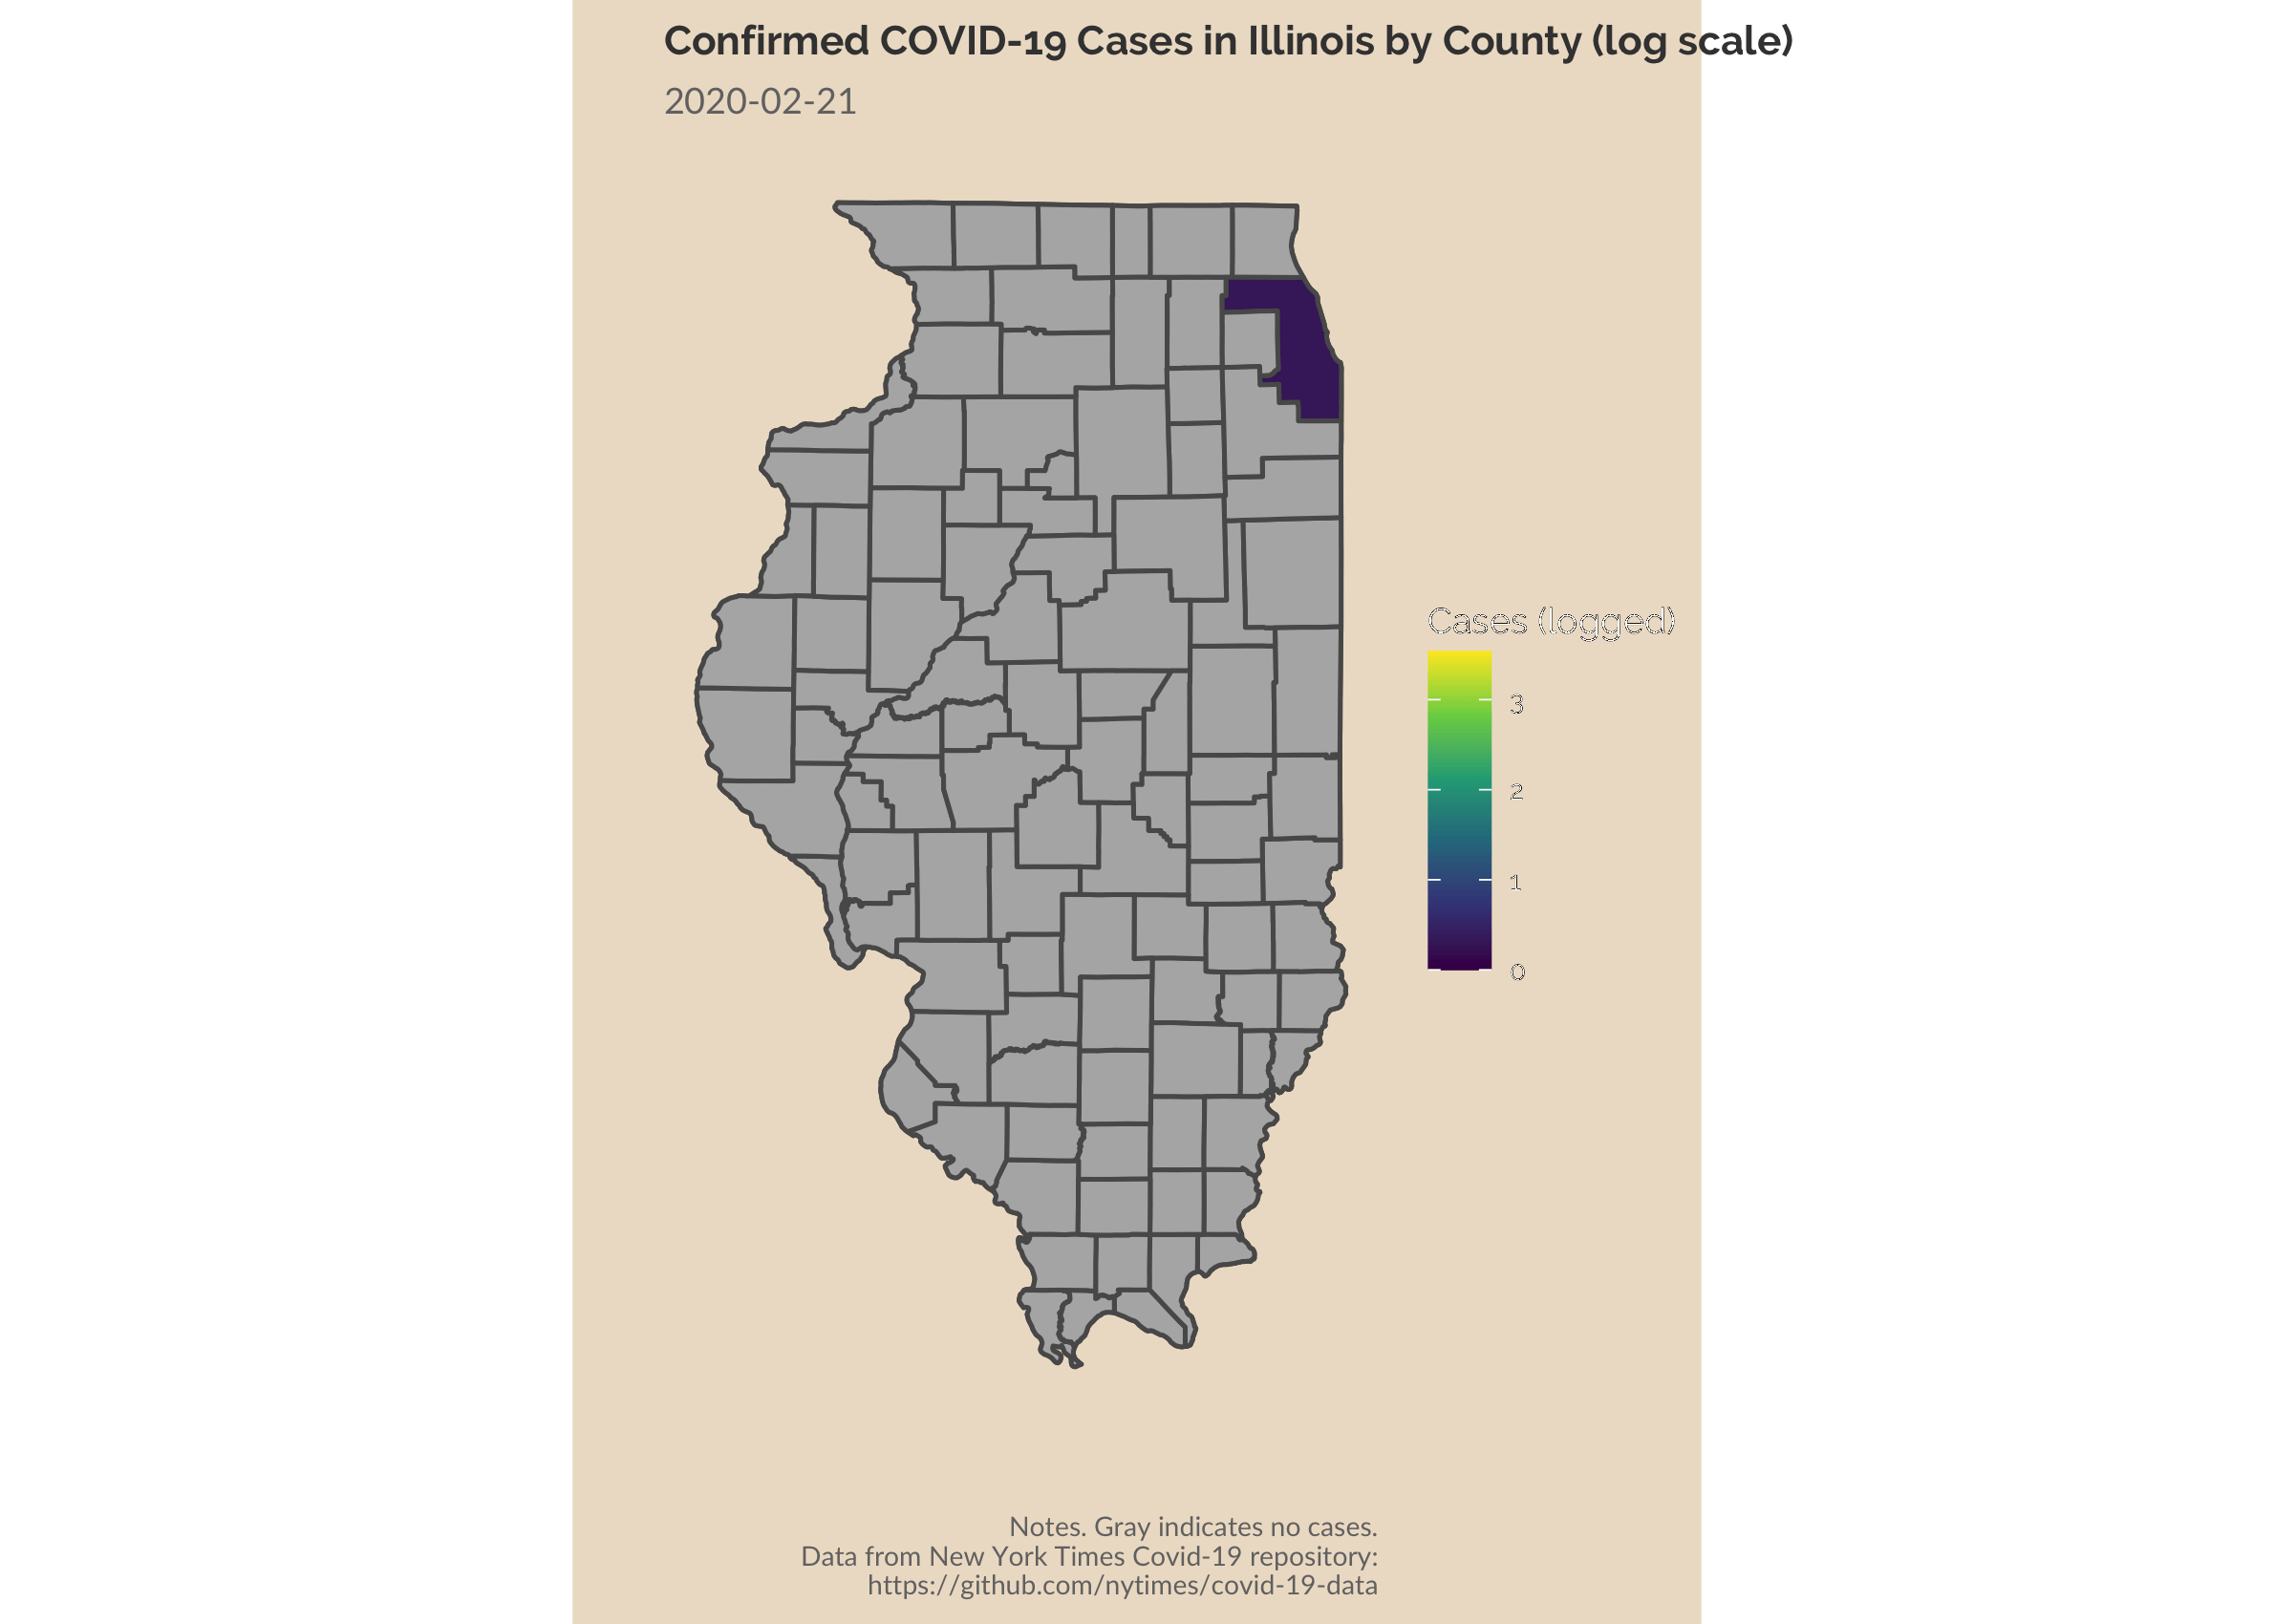 Confirmed COVID-19 Cases in Illinois by County (log scale)
2020-02-21
Cases (logged)
3
2
1
0
Notes. Gray indicates no cases.
Data from New York Times Covid-19 repository:
https://github.com/nytimes/covid-19-data